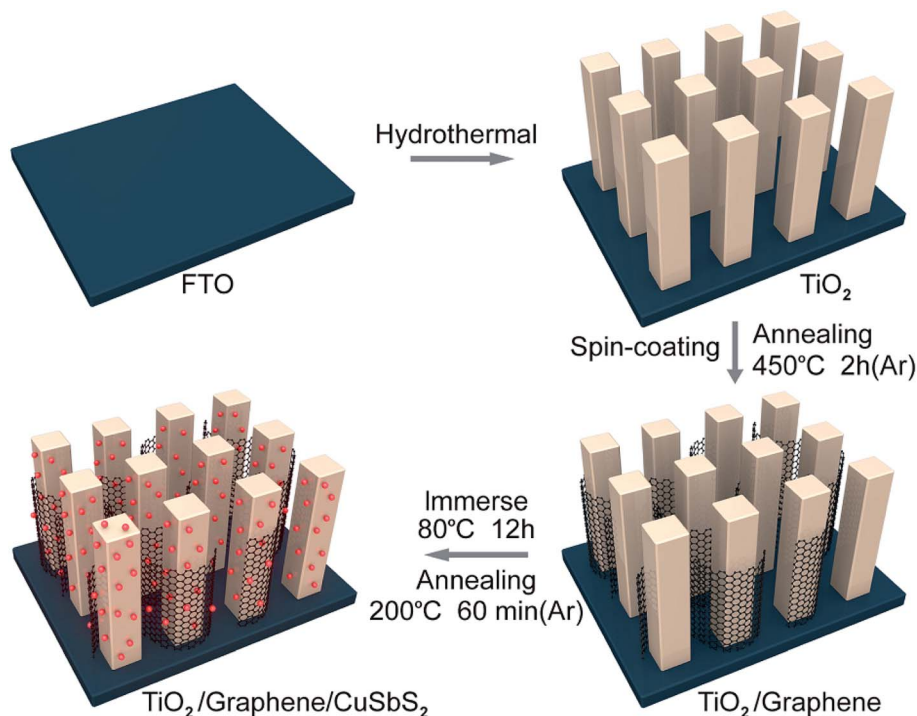 Hydrothermal
FTO
TiO₂
Spin-coating
Annealing
450°C 2h(Ar)
Immerse
80°C 12h
Annealing
200°C 60 min(Ar)
TiO₂/Graphene/CuSbS₂
TiO₂/Graphene